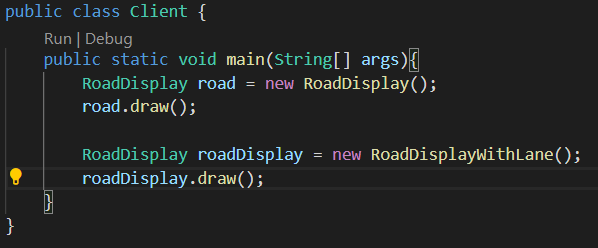 public class Client {
Run | Debug
public static void main(String[] args){
RoadDisplay road = new RoadDisplay();
road.draw();
RoadDisplay roadDisplay = new RoadDisplayWithLane();
roadDisplay.draw();
}
}